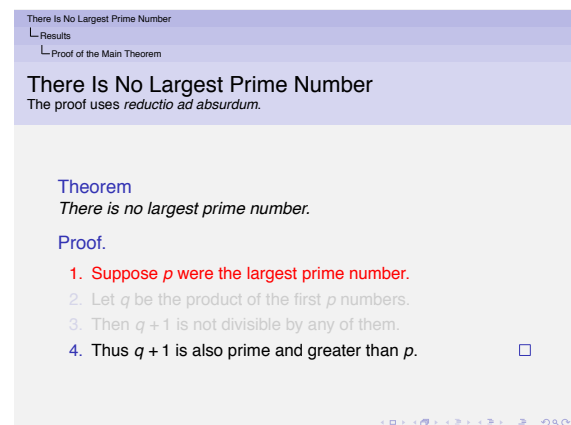 There Is No Largest Prime Number
Results
Proof of the Main Theorem
There Is No Largest Prime Number
The proof uses reductio ad absurdum.
Theorem
There is no largest prime number.
Proof.
1. Suppose p were the largest prime number.
2. Let q be the product of the first p numbers.
3. Then q + 1 is not divisible by any of them.
4. Thus q + 1 is also prime and greater than p. □